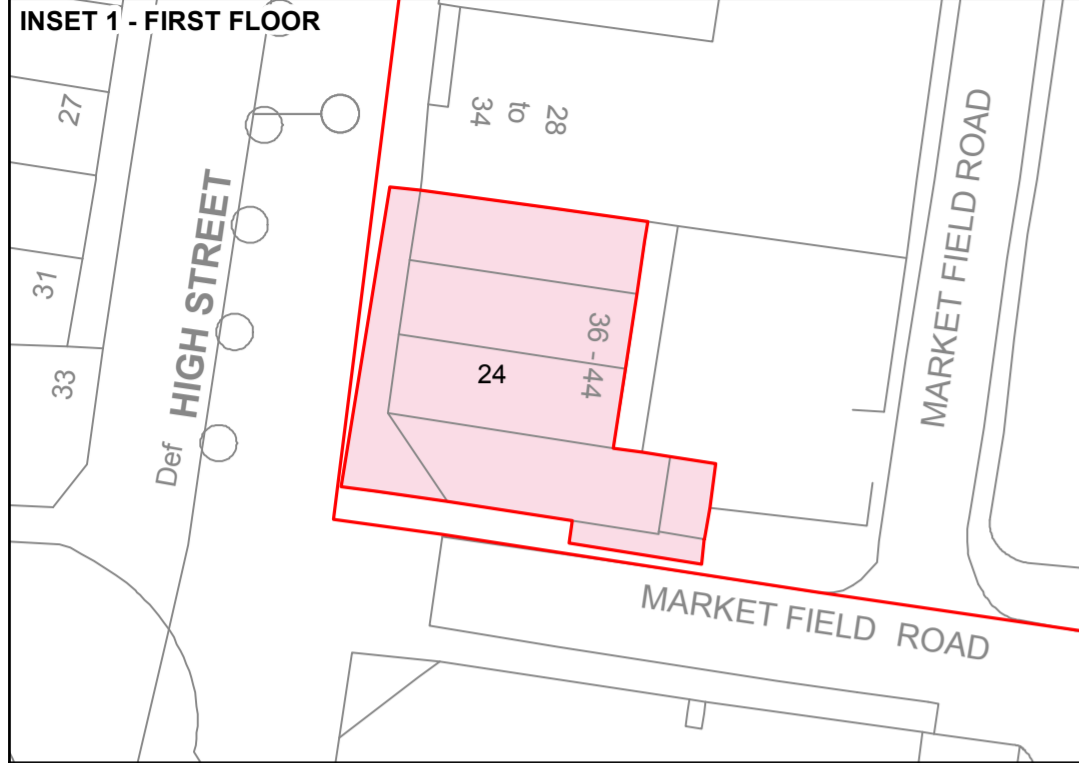 INSET 1 - FIRST FLOOR
27
28
to
34
31
HIGH STREET
MARKET FIELD ROAD
36 - 44
33
24
Def
MARKET FIELD ROAD